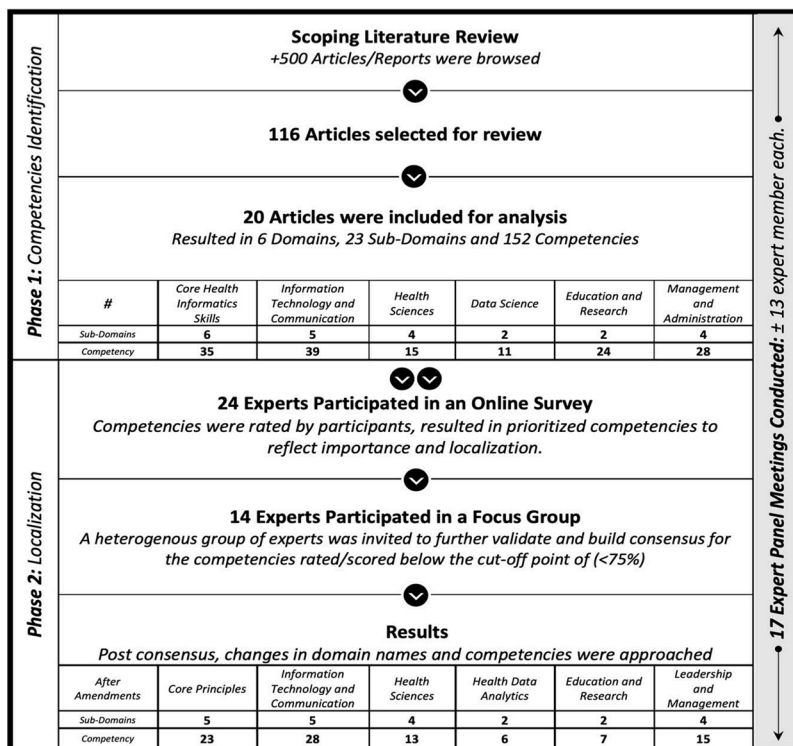 Phase 1: Competencies Identification
Scoping Literature Review
+500 Articles/Reports were browsed
116 Articles selected for review
20 Articles were included for analysis
Resulted in 6 Domains, 23 Sub-Domains and 152 Competencies
# Core Health Informatics Skills Information Technology and Communication Health Sciences Data Science Education and Research Management and Administration
Sub-Domains 6 5 4 2 2 4
Competency 35 39 15 11 24 28
Phase 2: Localization
24 Experts Participated in an Online Survey
Competencies were rated by participants, resulted in prioritized competencies to
reflect importance and localization.
14 Experts Participated in a Focus Group
A heterogenous group of experts was invited to further validate and build consensus for
the competencies rated/scored below the cut-off point of (<75%)
Results
Post consensus, changes in domain names and competencies were approached
After Amendments Core Principles Information Technology and Communication Health Sciences Health Data Analytics Education and Research Leadership and Management
Sub-Domains 5 5 4 2 2 4
Competency 23 28 13 6 7 15
17 Expert Panel Meetings Conducted: ± 13 expert member each.